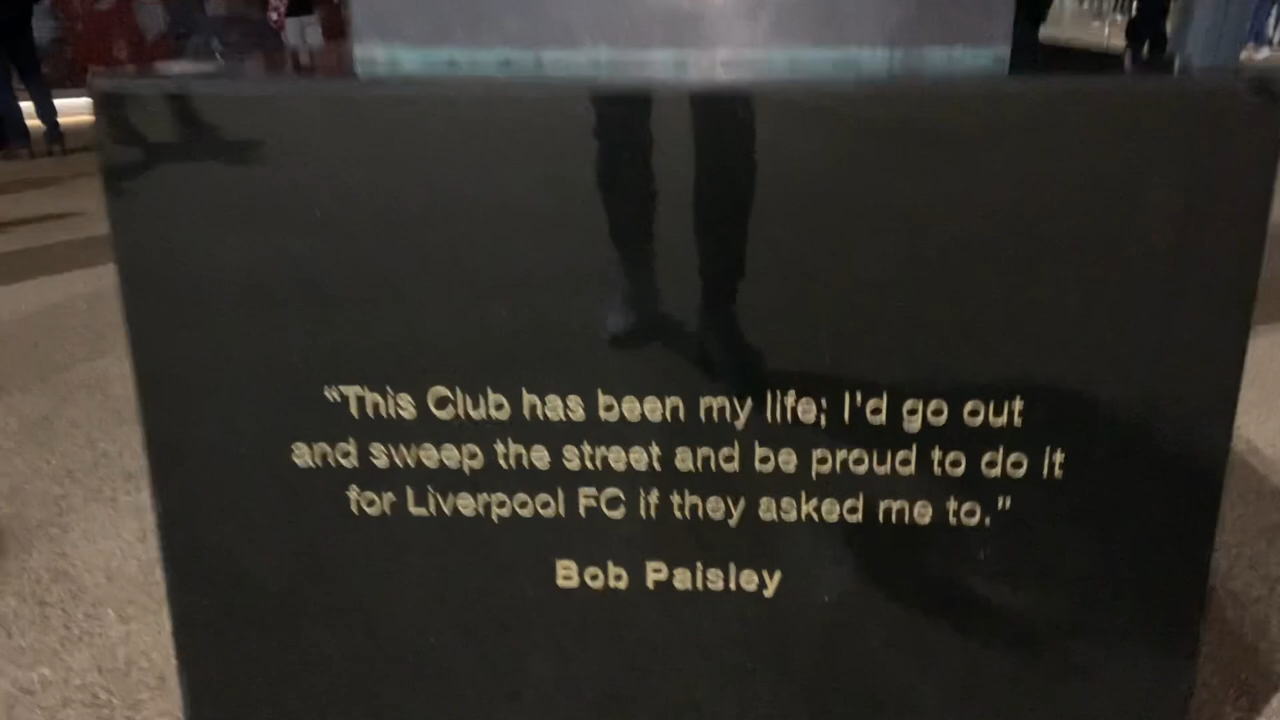 “This Club has been my life; I'd go out
and sweep the street and be proud to do it
for Liverpool FC if they asked me to."
Bob Paisley